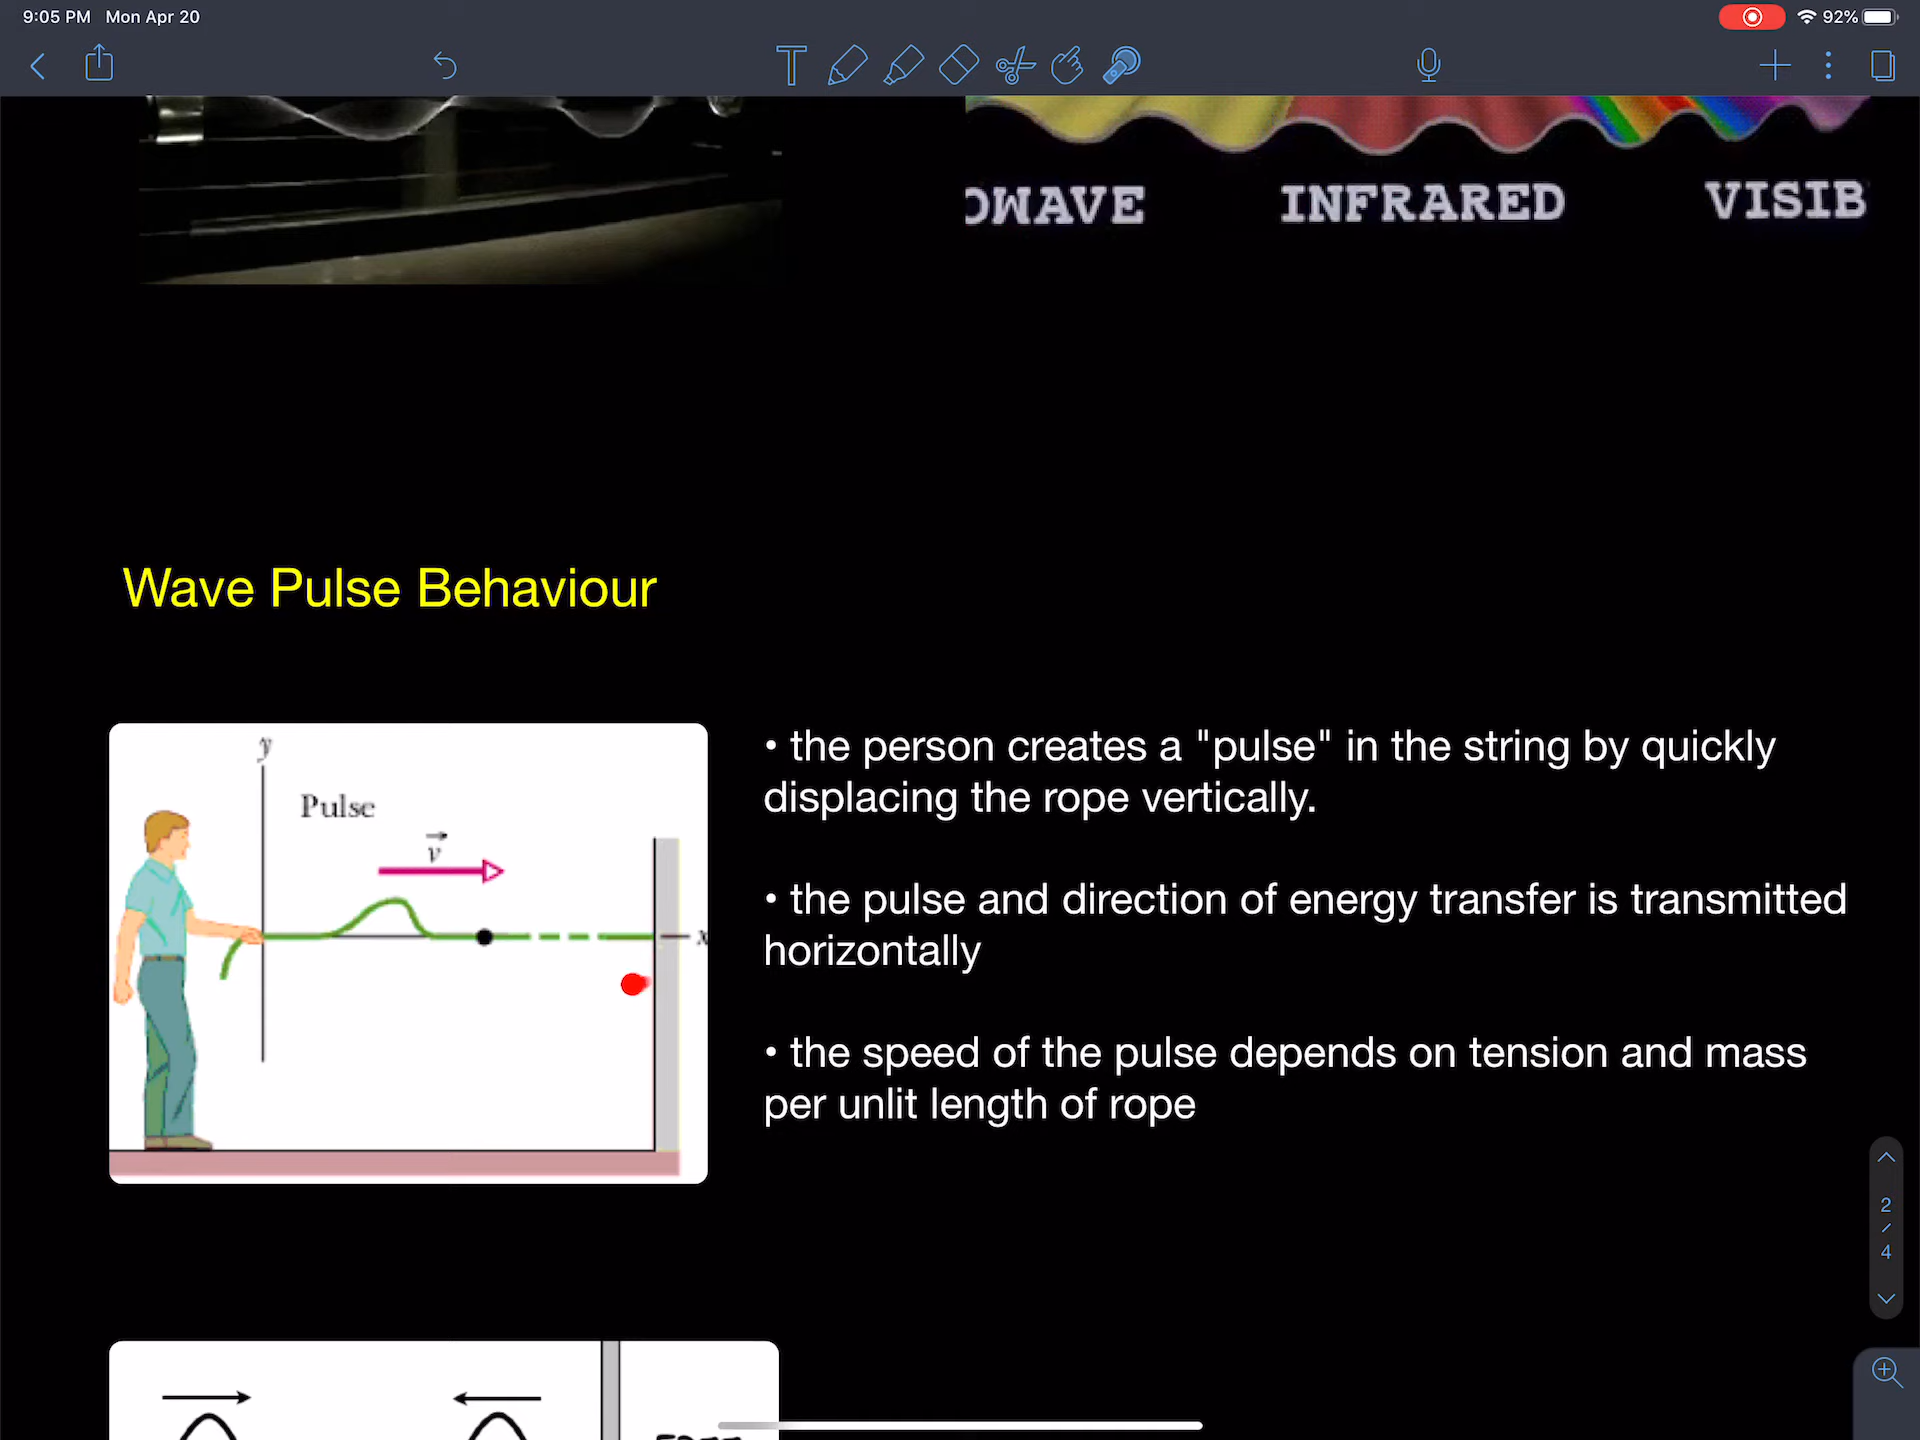 9:05 PM Mon Apr 20
92%
OWAVE INFRARED VISIB
Wave Pulse Behaviour
y
Pulse
v
x
• the person creates a "pulse" in the string by quickly
displacing the rope vertically.
• the pulse and direction of energy transfer is transmitted
horizontally
• the speed of the pulse depends on tension and mass
per unlit length of rope
2
/
4